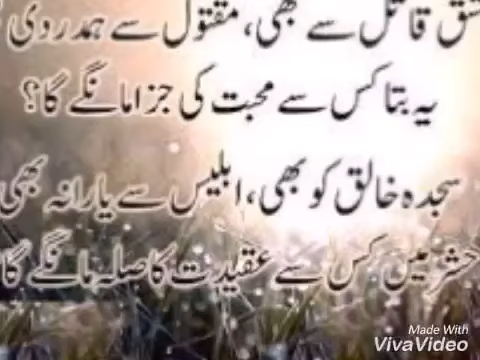 عشق قاتل سے بھی، مقتول سے ہمدردی
یہ بتا کس سے محبت کی جزا مانگے گا؟
سجدہ خالق کو بھی، ابلیس سے یارانہ بھی
حشر میں کس سے عقیدت کا صلہ مانگے گا
Made With
VivaVideo